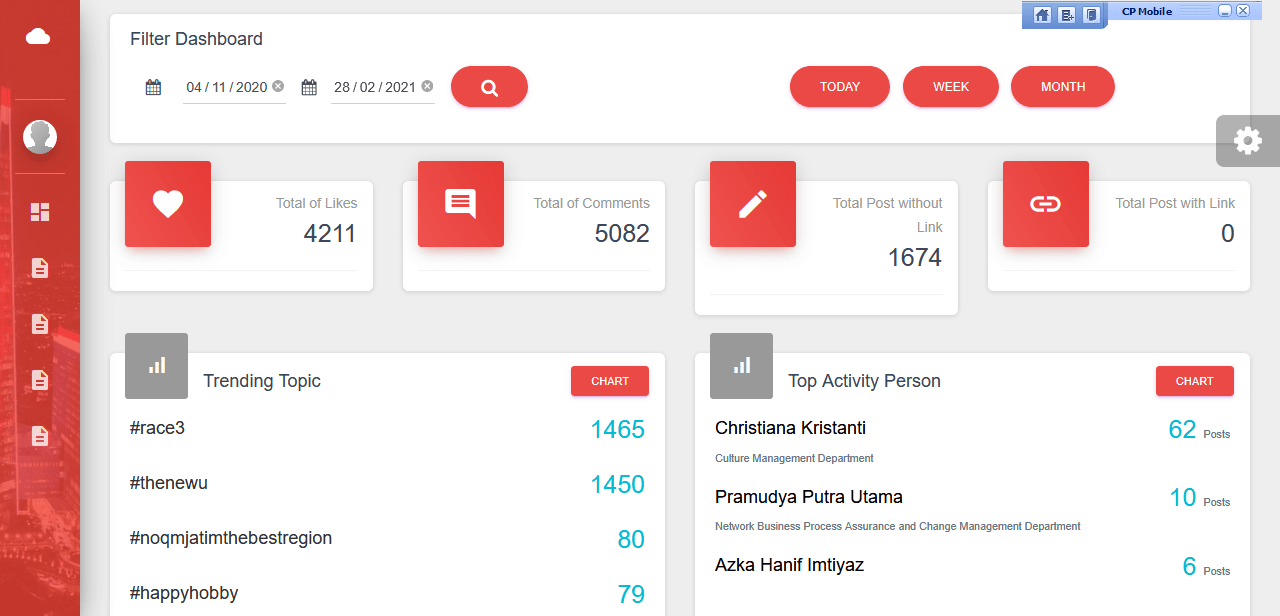 CP Mobile
Filter Dashboard
04 / 11 / 2020
28 / 02 / 2021
TODAY
WEEK
MONTH
Total of Likes
4211
Total of Comments
5082
Total Post without
Link
1674
Total Post with Link
0
Trending Topic
CHART
#race3
1465
#thenewu
1450
#noqmjatimthebestregion
80
#happyhobby
79
Top Activity Person
CHART
Christiana Kristanti
62 Posts
Culture Management Department
Pramudya Putra Utama
10 Posts
Network Business Process Assurance and Change Management Department
Azka Hanif Imtiyaz
6 Posts